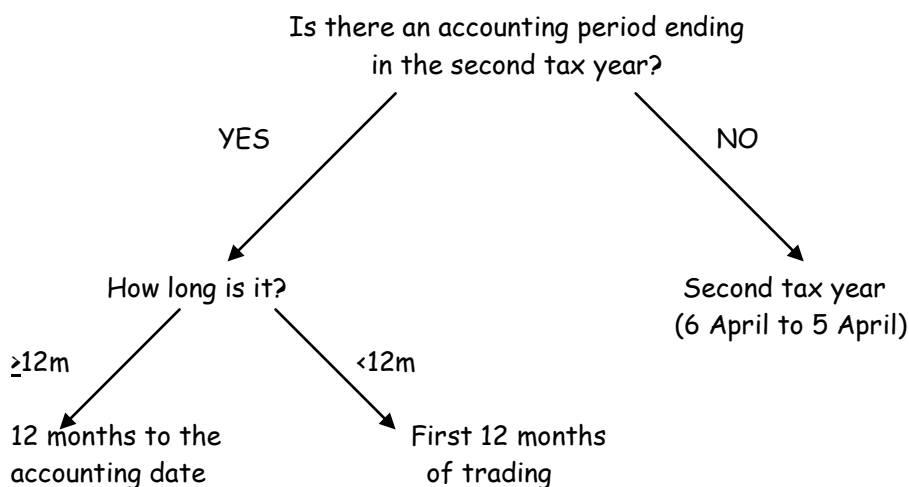 Is there an accounting period ending
in the second tax year?
YES
NO
How long is it?
Second tax year
(6 April to 5 April)
≥12m
<12m
12 months to the
accounting date
First 12 months
of trading